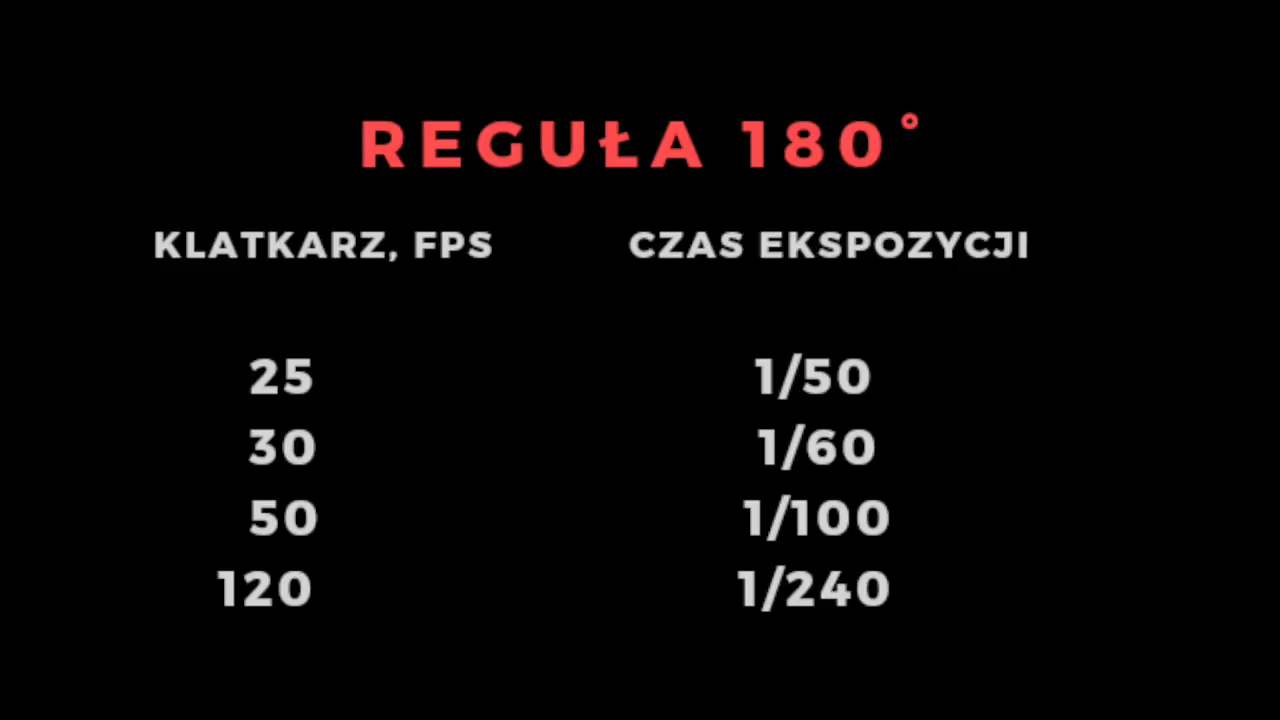 REGUŁA 180°
KLATKARZ, FPS CZAS EKSPOZYCJI
25 1/50
30 1/60
50 1/100
120 1/240